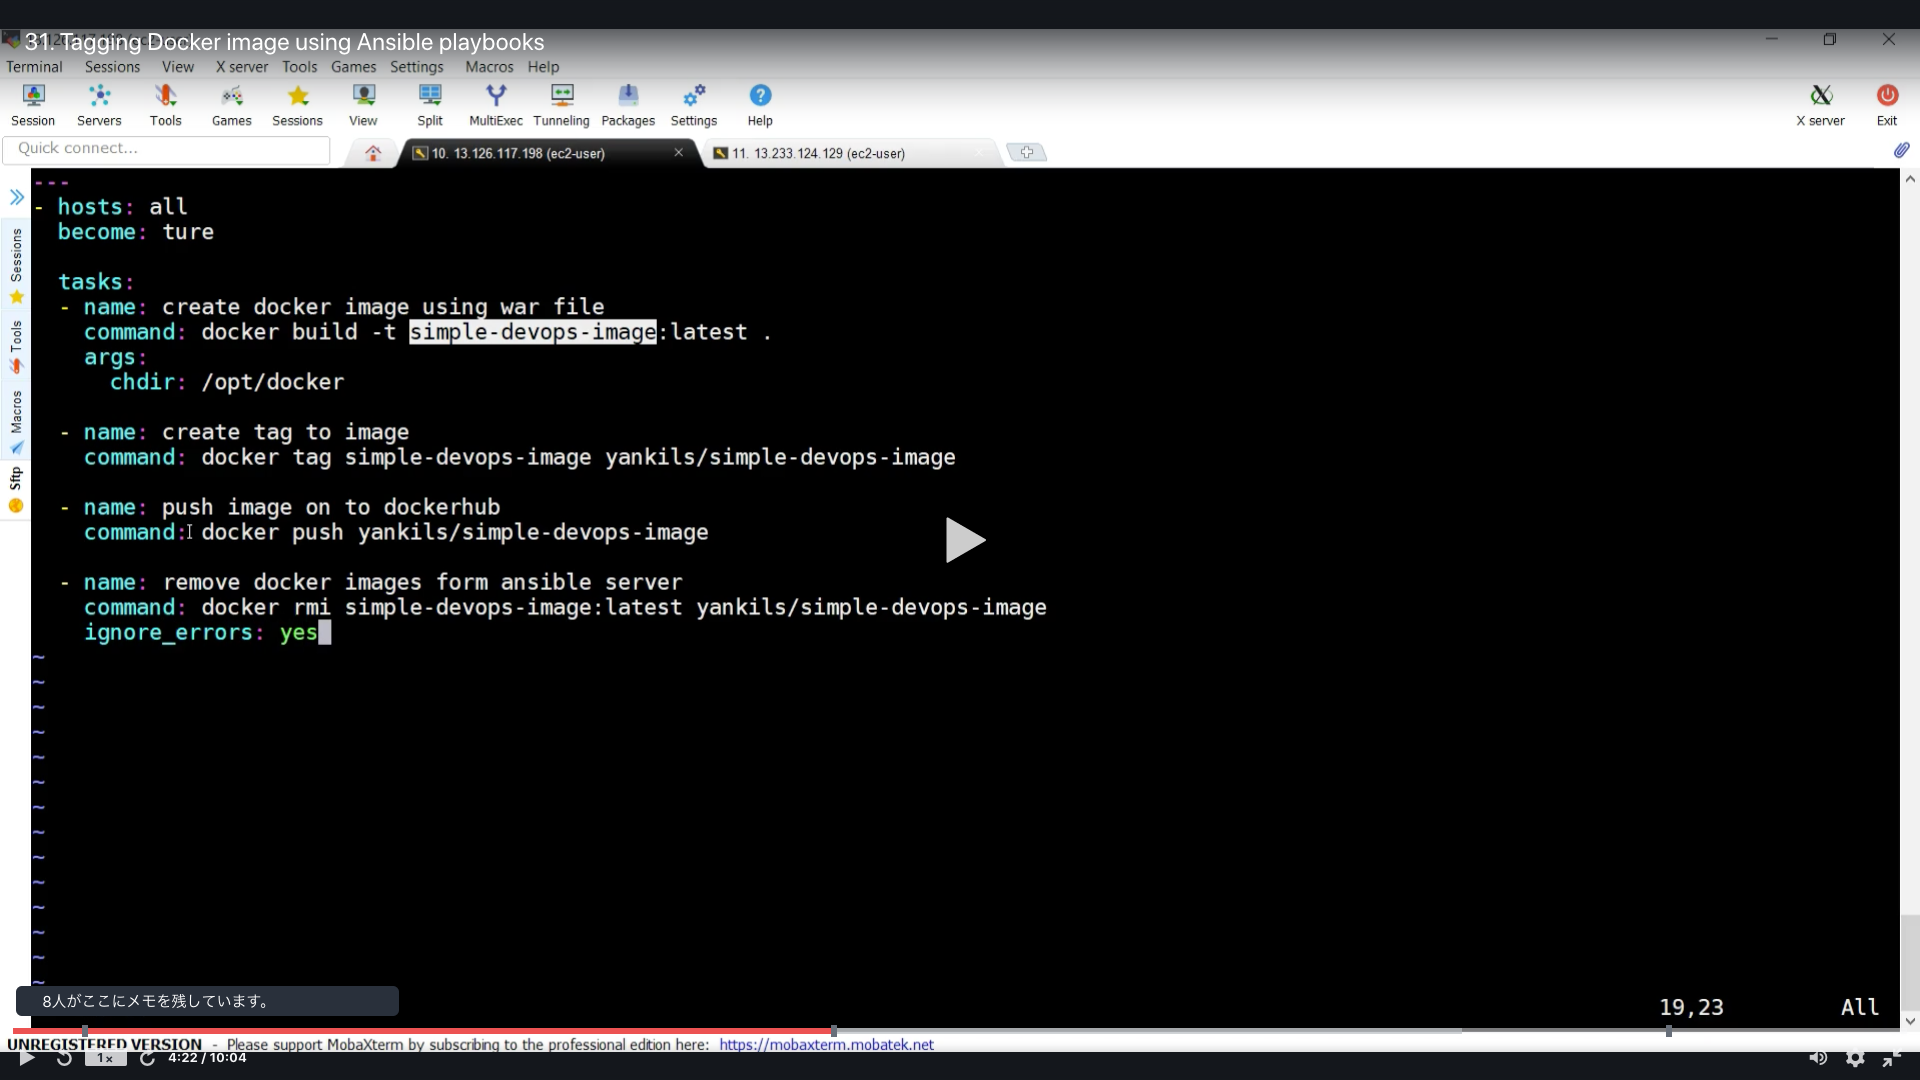 31. Tagging Docker image using Ansible playbooks
Terminal Sessions View X server Tools Games Settings Macros Help
Session Servers Tools Games Sessions View Split MultiExec Tunneling Packages Settings Help X server Exit
Quick connect...
10. 13.126.117.198 (ec2-user)
11. 13.233.124.129 (ec2-user)
Sessions
Tools
Macros
Sftp
---
- hosts: all
  become: ture
  tasks:
  - name: create docker image using war file
    command: docker build -t simple-devops-image:latest .
    args:
      chdir: /opt/docker
  - name: create tag to image
    command: docker tag simple-devops-image yankils/simple-devops-image
  - name: push image on to dockerhub
    command: docker push yankils/simple-devops-image
  - name: remove docker images form ansible server
    command: docker rmi simple-devops-image:latest yankils/simple-devops-image
    ignore_errors: yes
~
~
~
~
~
~
~
~
~
~
~
~
~
~
8人がここにメモを残しています。
19,23 All
UNREGISTERED VERSION - Please support MobaXterm by subscribing to the professional edition here: https://mobaxterm.mobatek.net
1x 4:22 / 10:04